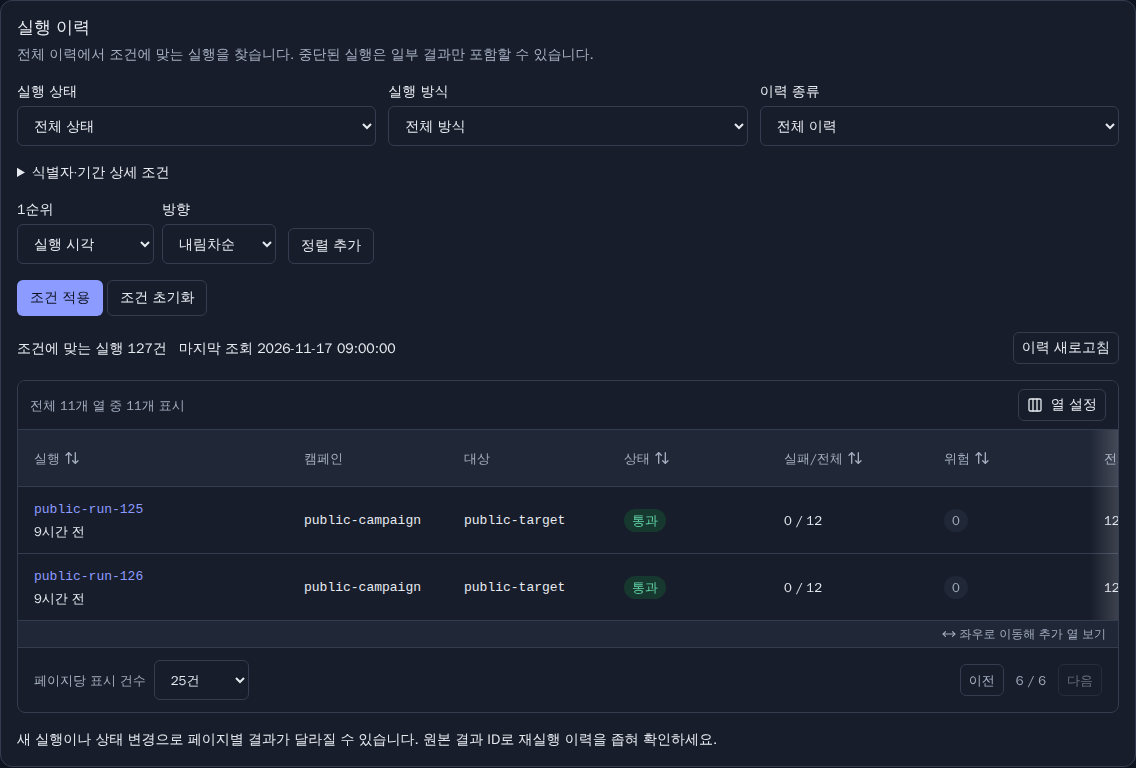 실행 이력
전체 이력에서 조건에 맞는 실행을 찾습니다. 중단된 실행은 일부 결과만 포함할 수 있습니다.
실행 상태 실행 방식 이력 종류
전체 상태 전체 방식 전체 이력
식별자·기간 상세 조건
1순위 방향
실행 시각 내림차순 정렬 추가
조건 적용 조건 초기화
조건에 맞는 실행 127건 마지막 조회 2026-11-17 09:00:00 이력 새로고침
전체 11개 열 중 11개 표시 열 설정
실행 캠페인 대상 상태 실패/전체 위험 전
public-run-125
9시간 전 public-campaign public-target 통과 0 / 12 0 12
public-run-126
9시간 전 public-campaign public-target 통과 0 / 12 0 12
좌우로 이동해 추가 열 보기
페이지당 표시 건수 25건 이전 6 / 6 다음
새 실행이나 상태 변경으로 페이지별 결과가 달라질 수 있습니다. 원본 결과 ID로 재실행 이력을 좁혀 확인하세요.